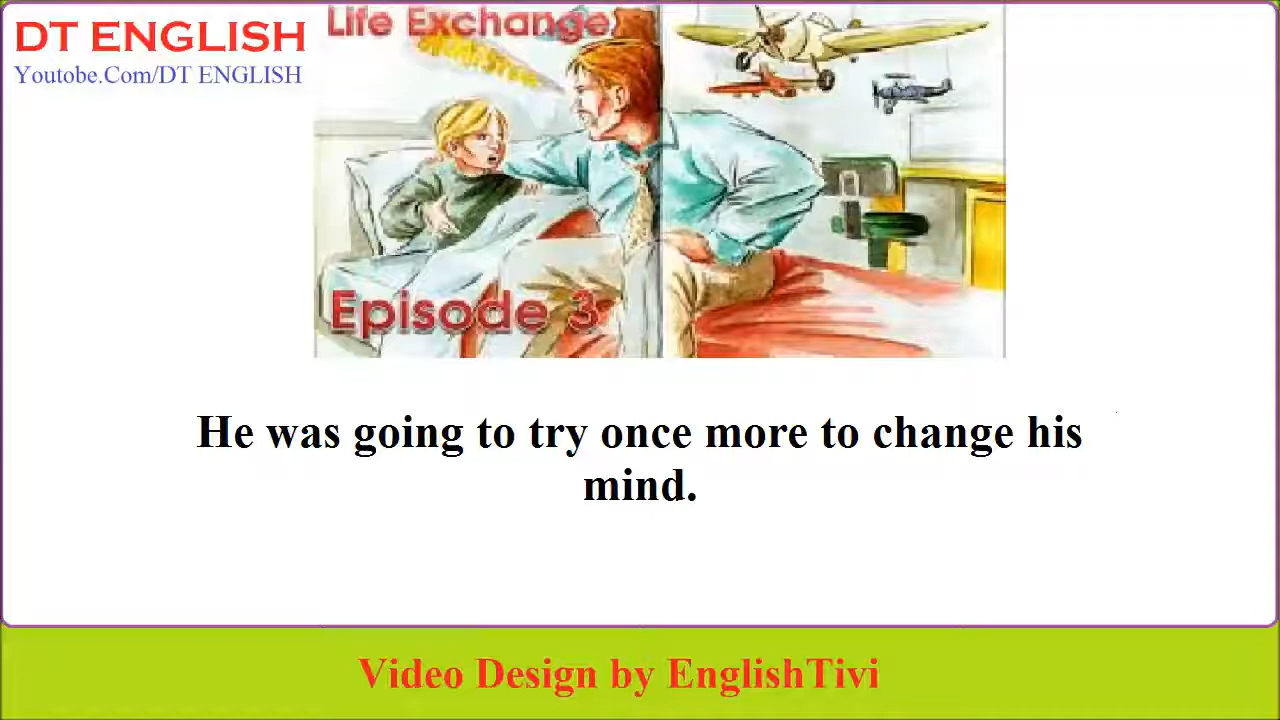 DT ENGLISH
Youtobe.Com/DT ENGLISH
Life Exchange
Episode 3
He was going to try once more to change his
mind.
Video Design by EnglishTivi